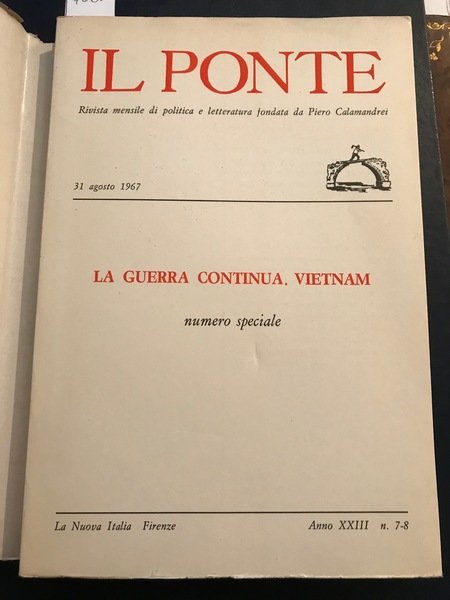 IL PONTE
Rivista mensile di politica e letteratura fondata da Piero Calamandrei
31 agosto 1967
LA GUERRA CONTINUA. VIETNAM
numero speciale
La Nuova Italia Firenze
Anno XXIII n. 7-8